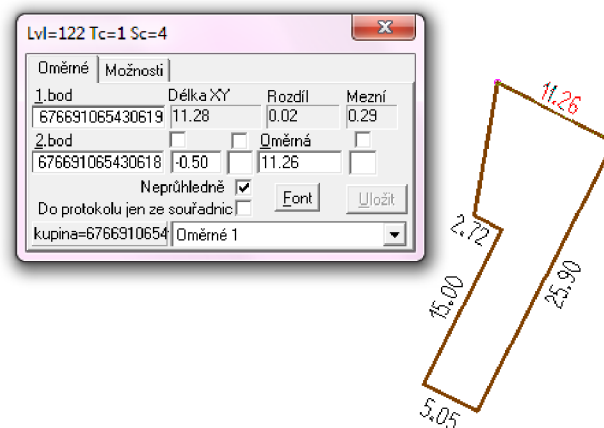 Lvl=122 Tc=1 Sc=4
Oměrné Možnosti
1.bod Délka XY Rozdíl Mezní
676691065430619 11.28 0.02 0.29
2.bod Oměrná
676691065430618 -0.50 11.26
Neprůhledně
Do protokolu jen ze souřadnic
Font Uložit
kupina=6766910654 Oměrné 1
11.26
2.72
15.00
25.90
5.05